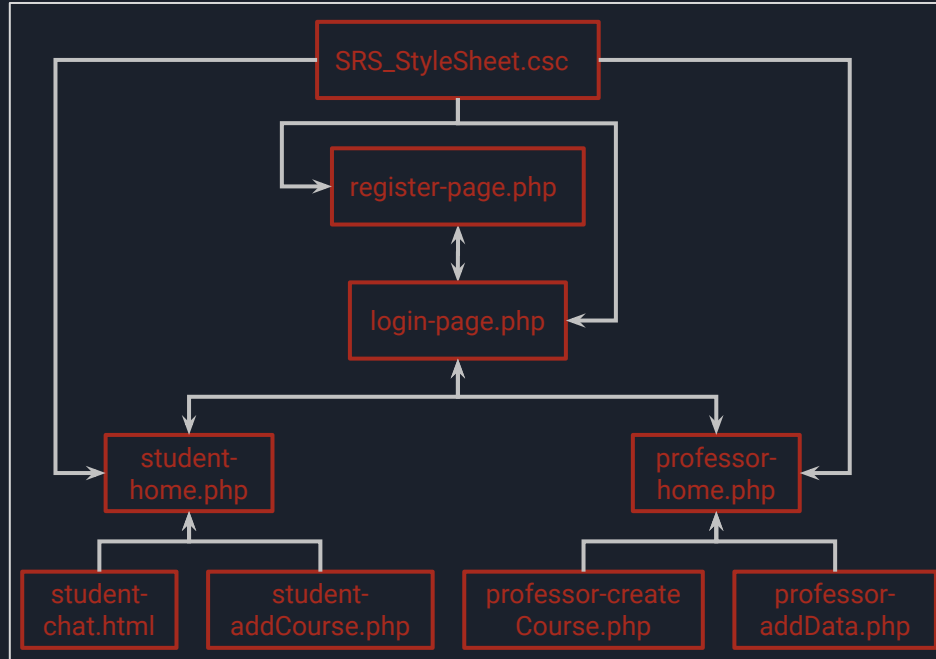 SRS_StyleSheet.csc
register-page.php
login-page.php
student-
home.php
professor-
home.php
student-
chat.html
student-
addCourse.php
professor-create
Course.php
professor-
addData.php